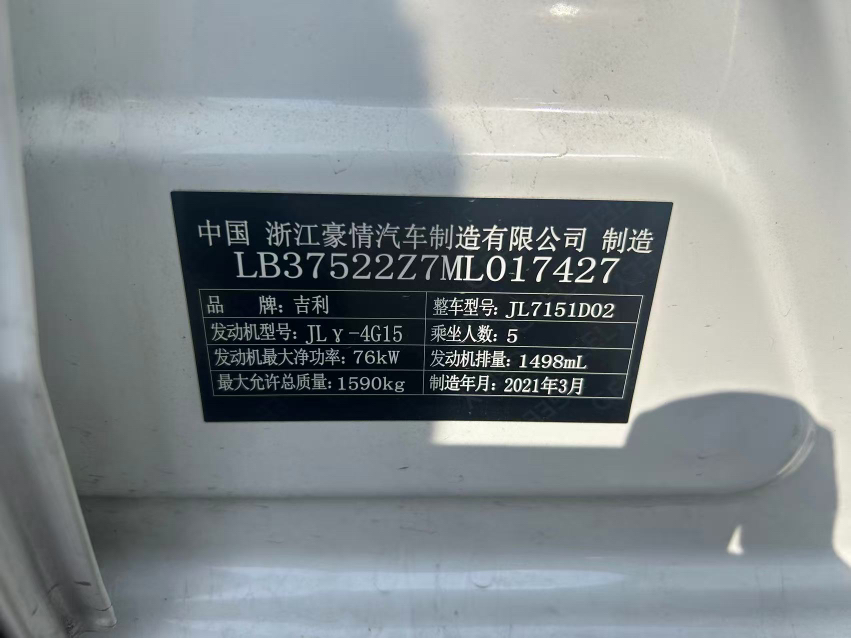 中国 浙江豪情汽车制造有限公司 制造
LB37522Z7ML017427
品 牌: 吉利 整车型号: JL7151D02
发动机型号: JLγ-4G15 乘坐人数: 5
发动机最大净功率: 76kW 发动机排量: 1498mL
最大允许总质量: 1590kg 制造年月: 2021年3月